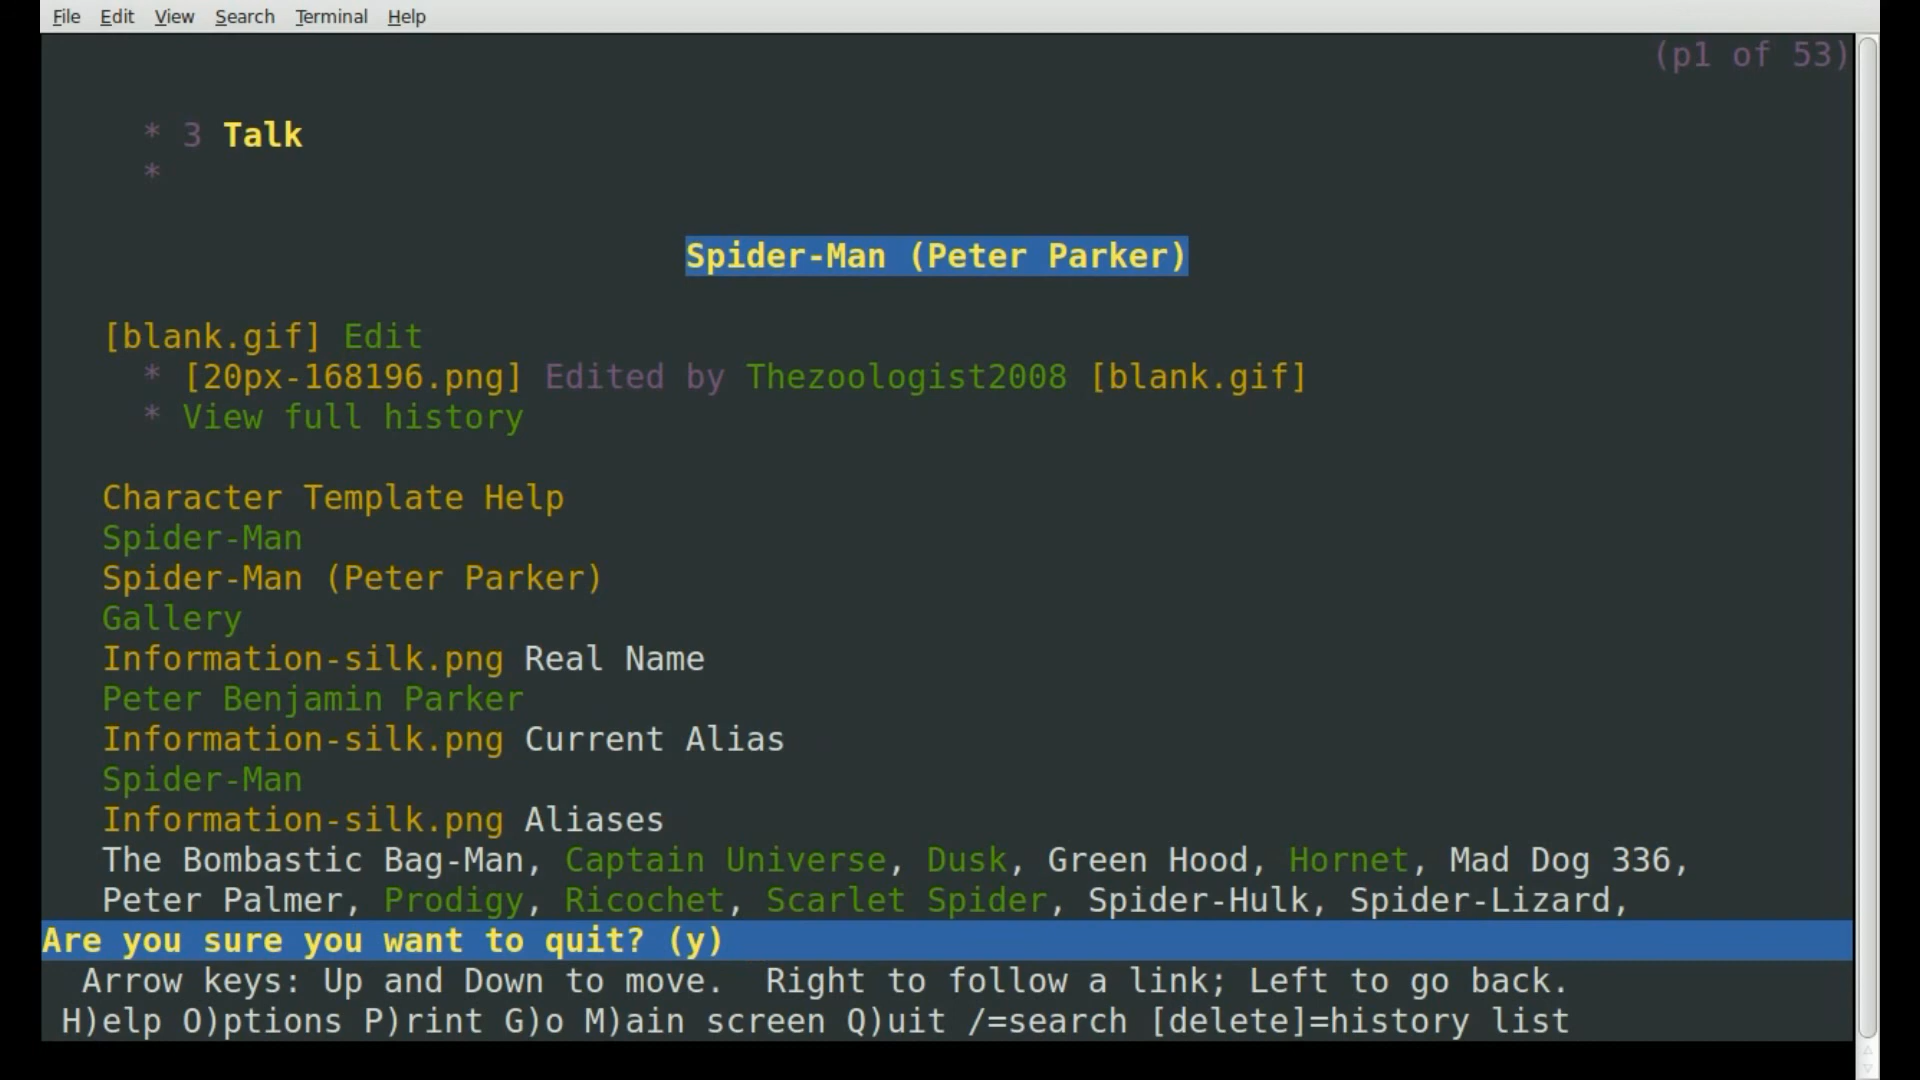 File Edit View Search Terminal Help
(p1 of 53)
* 3 Talk
*
Spider-Man (Peter Parker)
[blank.gif] Edit
* [20px-168196.png] Edited by Thezoologist2008 [blank.gif]
* View full history
Character Template Help
Spider-Man
Spider-Man (Peter Parker)
Gallery
Information-silk.png Real Name
Peter Benjamin Parker
Information-silk.png Current Alias
Spider-Man
Information-silk.png Aliases
The Bombastic Bag-Man, Captain Universe, Dusk, Green Hood, Hornet, Mad Dog 336,
Peter Palmer, Prodigy, Ricochet, Scarlet Spider, Spider-Hulk, Spider-Lizard,
Are you sure you want to quit? (y)
Arrow keys: Up and Down to move.  Right to follow a link; Left to go back.
H)elp O)ptions P)rint G)o M)ain screen Q)uit /=search [delete]=history list